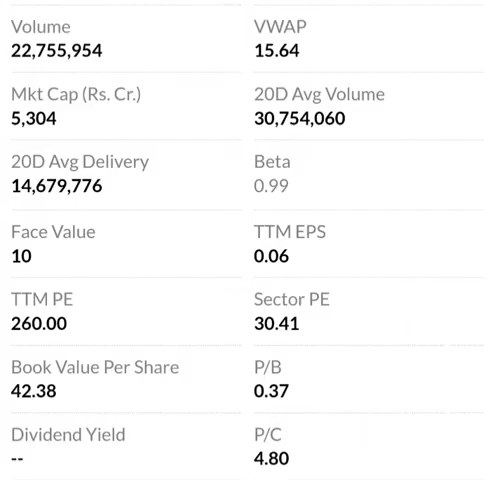 Volume
22,755,954
VWAP
15.64
Mkt Cap (Rs. Cr.)
5,304
20D Avg Volume
30,754,060
20D Avg Delivery
14,679,776
Beta
0.99
Face Value
10
TTM EPS
0.06
TTM PE
260.00
Sector PE
30.41
Book Value Per Share
42.38
P/B
0.37
Dividend Yield
--
P/C
4.80